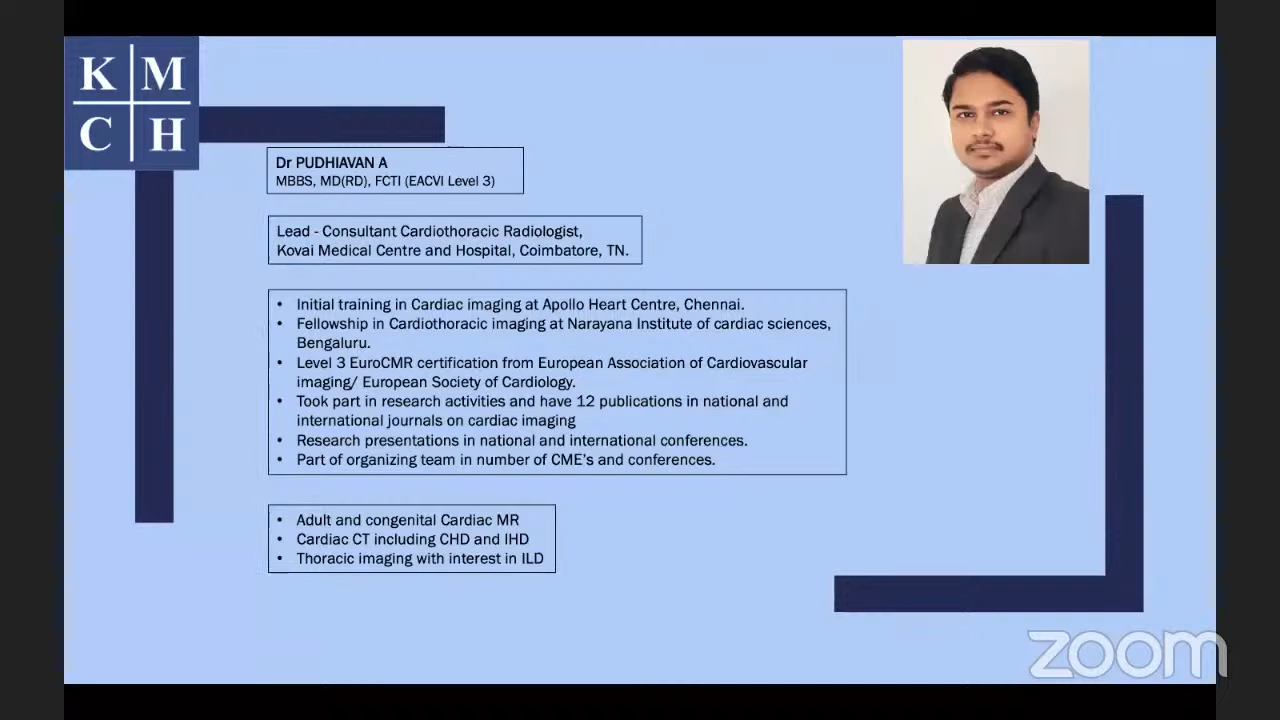 K M
C H
Dr PUDHIAVAN A
MBBS, MD(RD), FCTI (EACVI Level 3)
Lead - Consultant Cardiothoracic Radiologist,
Kovai Medical Centre and Hospital, Coimbatore, TN.
• Initial training in Cardiac imaging at Apollo Heart Centre, Chennai.
• Fellowship in Cardiothoracic imaging at Narayana Institute of cardiac sciences,
Bengaluru.
• Level 3 EuroCMR certification from European Association of Cardiovascular
imaging/ European Society of Cardiology.
• Took part in research activities and have 12 publications in national and
international journals on cardiac imaging
• Research presentations in national and international conferences.
• Part of organizing team in number of CME's and conferences.
• Adult and congenital Cardiac MR
• Cardiac CT including CHD and IHD
• Thoracic imaging with interest in ILD
zoom